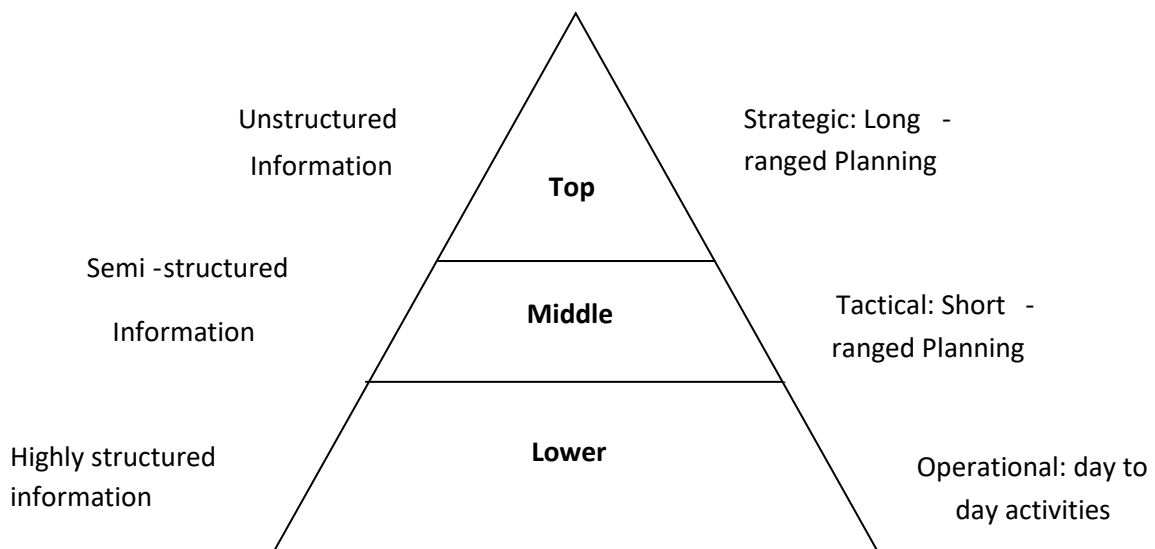 Unstructured
Information
Strategic: Long -
ranged Planning
Top
Semi -structured
Information
Middle
Tactical: Short -
ranged Planning
Highly structured
information
Lower
Operational: day to
day activities